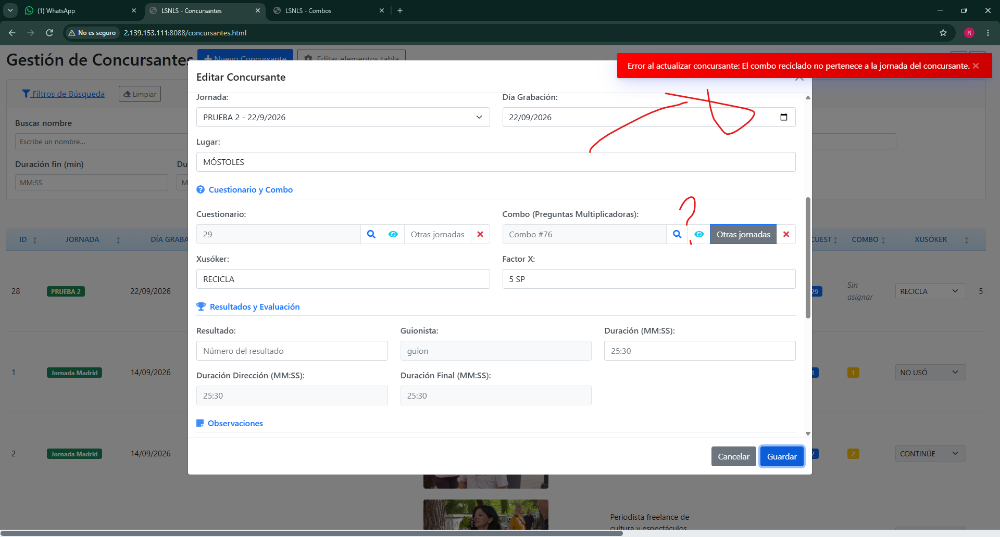 (1) WhatsApp
LSNLS - Concursantes
LSNLS - Combos
No es seguro
2.139.153.111:8088/concursantes.html
R
Gestión de Concursantes
Nuevo Concursante
Editar elementos tabla
Error al actualizar concursante: El combo reciclado no pertenece a la jornada del concursante.
Editar Concursante
Filtros de Búsqueda
Limpiar
Buscar nombre
Escribe un nombre...
Duración fin (mín)
Du
MM:SS
M
Jornada:
Día Grabación:
PRUEBA 2 - 22/9/2026
22/09/2026
Lugar:
MÓSTOLES
Cuestionario y Combo
Cuestionario:
Combo (Preguntas Multiplicadoras):
?
29
Otras jornadas
Combo #76
Otras jornadas
Xusóker:
Factor X:
RECICLA
5 SP
Resultados y Evaluación
Resultado:
Guionista:
Duración (MM:SS):
Número del resultado
guion
25:30
Duración Dirección (MM:SS):
Duración Final (MM:SS):
25:30
25:30
Observaciones
Cancelar
Guardar
ID
JORNADA
DÍA GRABA
CUEST
COMBO
XUSÓKER
28
PRUEBA 2
22/09/2026
29
Sin asignar
RECICLA
5
1
Jornada Madrid
14/09/2026
1
1
NO USÓ
2
Jornada Madrid
14/09/2026
2
2
CONTINÚE
Periodista freelance de
cultura y espectáculos